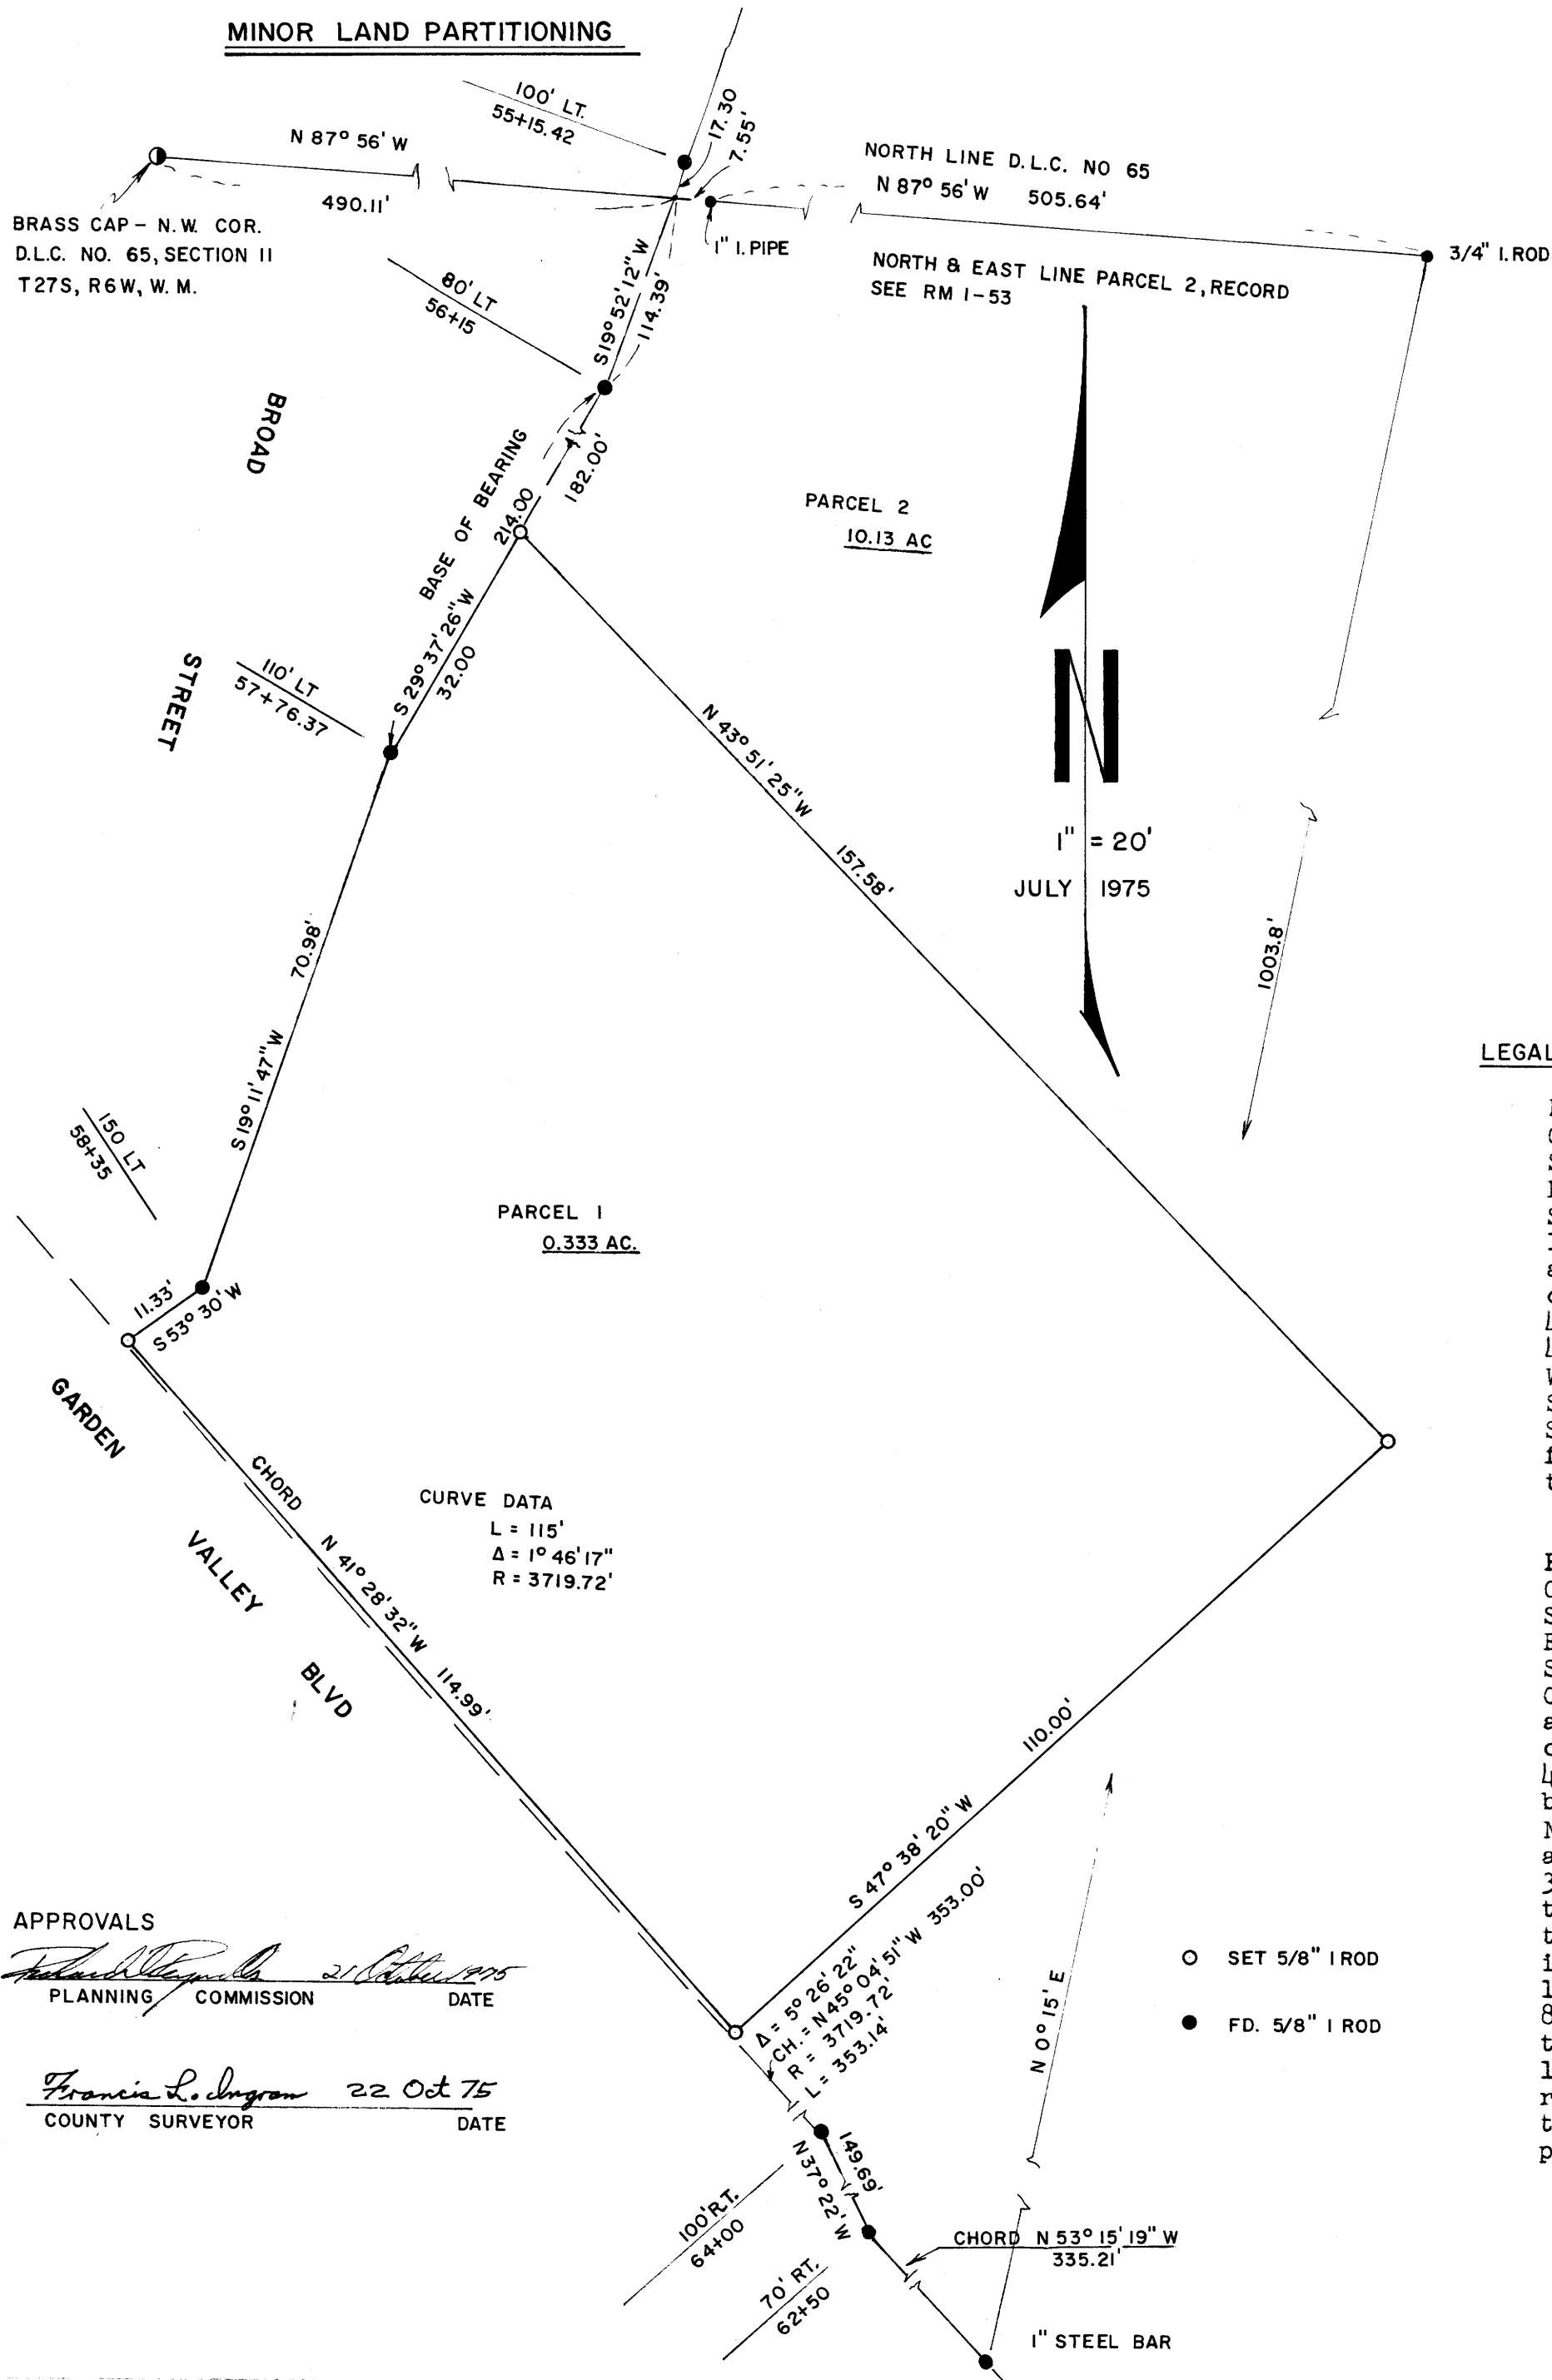 MINOR LAND PARTITIONING
100' LT.
55+15.42
17.30
7.55'
N 87° 56' W
490.11'
NORTH LINE D.L.C. NO 65
N 87° 56' W 505.64'
BRASS CAP - N.W. COR.
D.L.C. NO. 65, SECTION 11
T27S, R6W, W.M.
1" I. PIPE
3/4" I.ROD
NORTH & EAST LINE PARCEL 2, RECORD
SEE RM 1-53
80' LT
56+15
S19° 52' 12" W
114.39'
BROAD
STREET
BASE OF BEARING
214.00
182.00'
PARCEL 2
10.13 AC
S 29° 37' 26" W
32.00
110' LT
57+76.37
N 43° 51' 25" W 157.58'
N
1" = 20'
JULY 1975
1003.8'
S19° 11' 47" W 70.98'
LEGAL
150 LT
58+35
PARCEL 1
0.333 AC.
11.33'
S 53° 30' W
GARDEN
VALLEY
BLVD
CHORD N 41° 28' 32" W 114.99'
CURVE DATA
L = 115'
Δ = 1° 46' 17"
R = 3719.72'
S 47° 38' 20" W 110.00'
Δ = 5° 26' 22"
CH. = N 45° 04' 51" W 353.00'
R = 3719.72'
L = 353.14'
APPROVALS
21 October 1975
PLANNING COMMISSION DATE
Francis L. Ingram 22 Oct 75
COUNTY SURVEYOR DATE
○ SET 5/8" I ROD
● FD. 5/8" I ROD
N 0° 15' E
149.69'
N 37° 22' W
100' RT.
64+00
70' RT.
62+50
CHORD N 53° 15' 19" W
335.21'
1" STEEL BAR